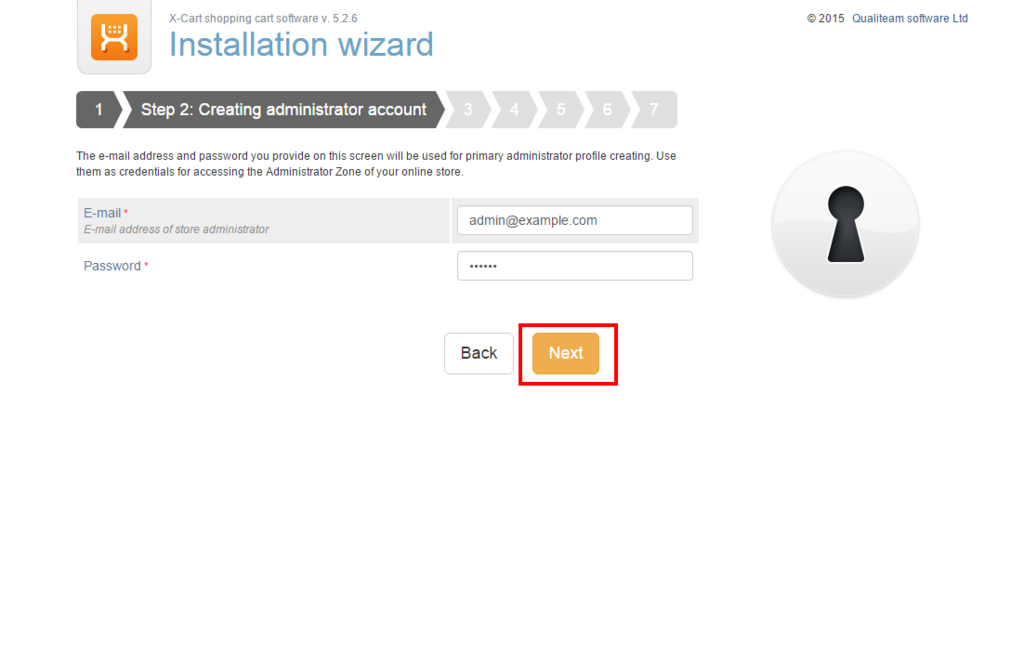 X-Cart shopping cart software v. 5.2.6
© 2015 Qualiteam software Ltd
Installation wizard
1 Step 2: Creating administrator account 3 4 5 6 7
The e-mail address and password you provide on this screen will be used for primary administrator profile creating. Use
them as credentials for accessing the Administrator Zone of your online store.
E-mail *
E-mail address of store administrator
admin@example.com
Password *
••••••
Back Next